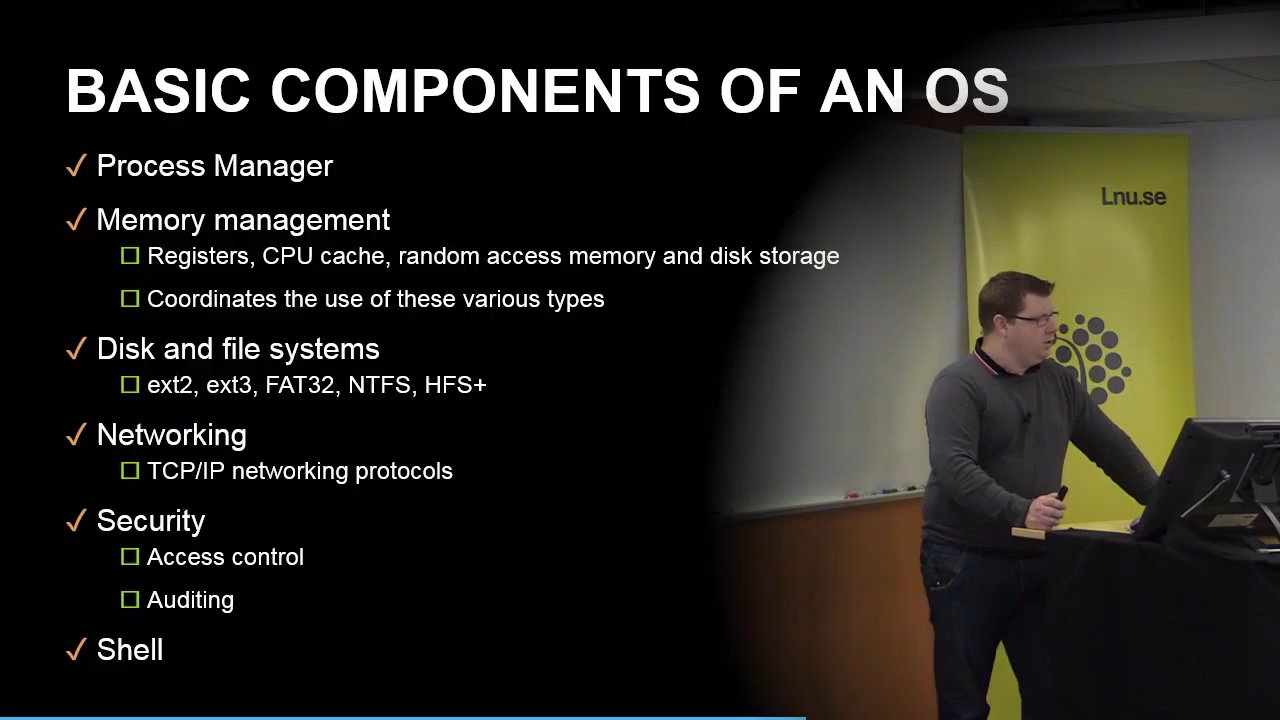 BASIC COMPONENTS OF AN OS
✓ Process Manager
✓ Memory management
□ Registers, CPU cache, random access memory and disk storage
□ Coordinates the use of these various types
✓ Disk and file systems
□ ext2, ext3, FAT32, NTFS, HFS+
✓ Networking
□ TCP/IP networking protocols
✓ Security
□ Access control
□ Auditing
✓ Shell
Lnu.se